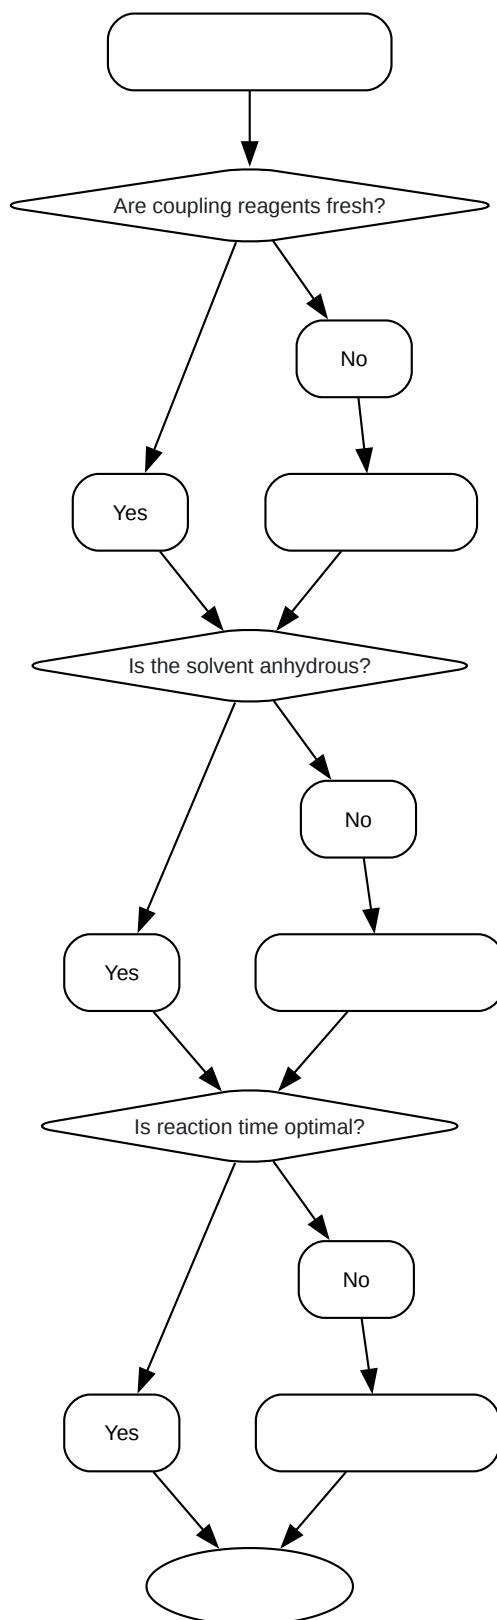 Are coupling reagents fresh?
No
Yes
Is the solvent anhydrous?
No
Yes
Is reaction time optimal?
No
Yes